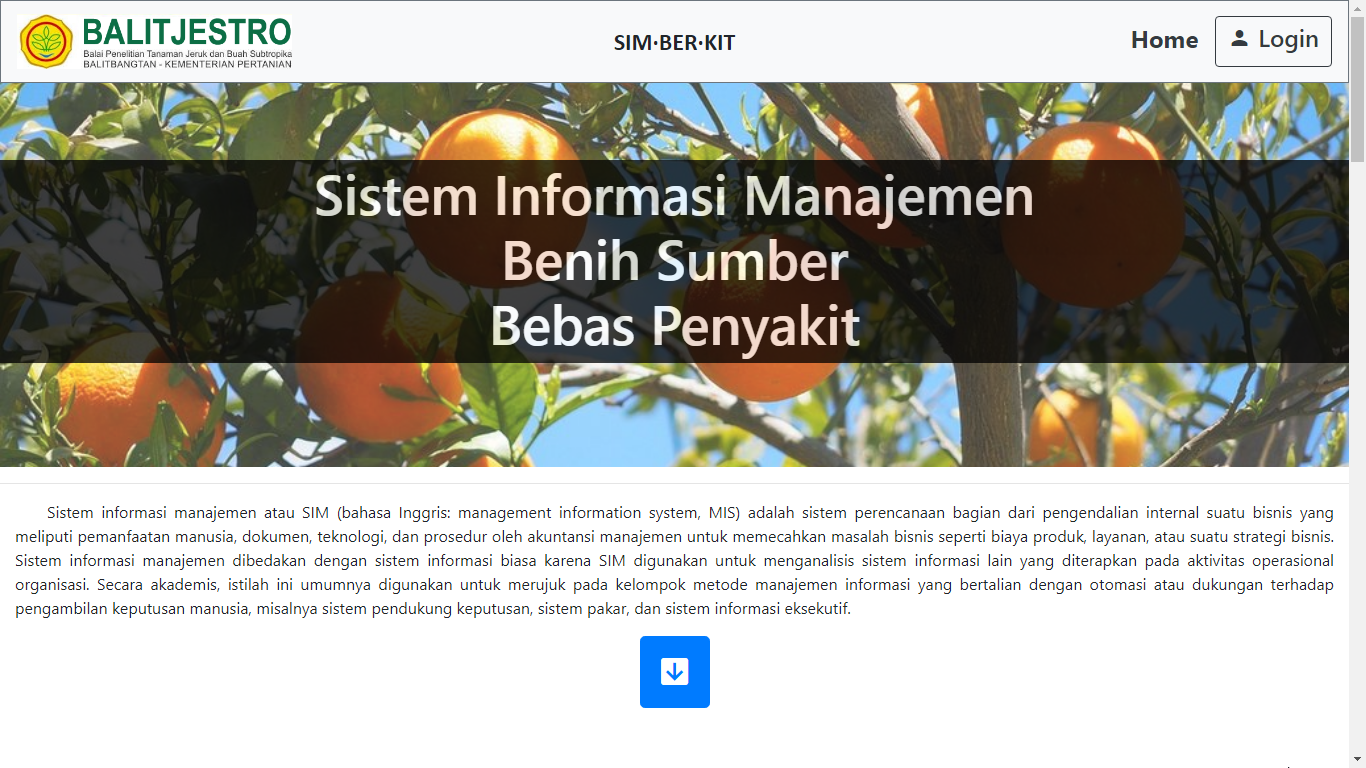 BALITJESTRO
Balai Penelitian Tanaman Jeruk dan Buah Subtropika
BALITBANGTAN - KEMENTERIAN PERTANIAN
SIM·BER·KIT
Home
Login
Sistem Informasi Manajemen
Benih Sumber
Bebas Penyakit
Sistem informasi manajemen atau SIM (bahasa Inggris: management information system, MIS) adalah sistem perencanaan bagian dari pengendalian internal suatu bisnis yang
meliputi pemanfaatan manusia, dokumen, teknologi, dan prosedur oleh akuntansi manajemen untuk memecahkan masalah bisnis seperti biaya produk, layanan, atau suatu strategi bisnis.
Sistem informasi manajemen dibedakan dengan sistem informasi biasa karena SIM digunakan untuk menganalisis sistem informasi lain yang diterapkan pada aktivitas operasional
organisasi. Secara akademis, istilah ini umumnya digunakan untuk merujuk pada kelompok metode manajemen informasi yang bertalian dengan otomasi atau dukungan terhadap
pengambilan keputusan manusia, misalnya sistem pendukung keputusan, sistem pakar, dan sistem informasi eksekutif.